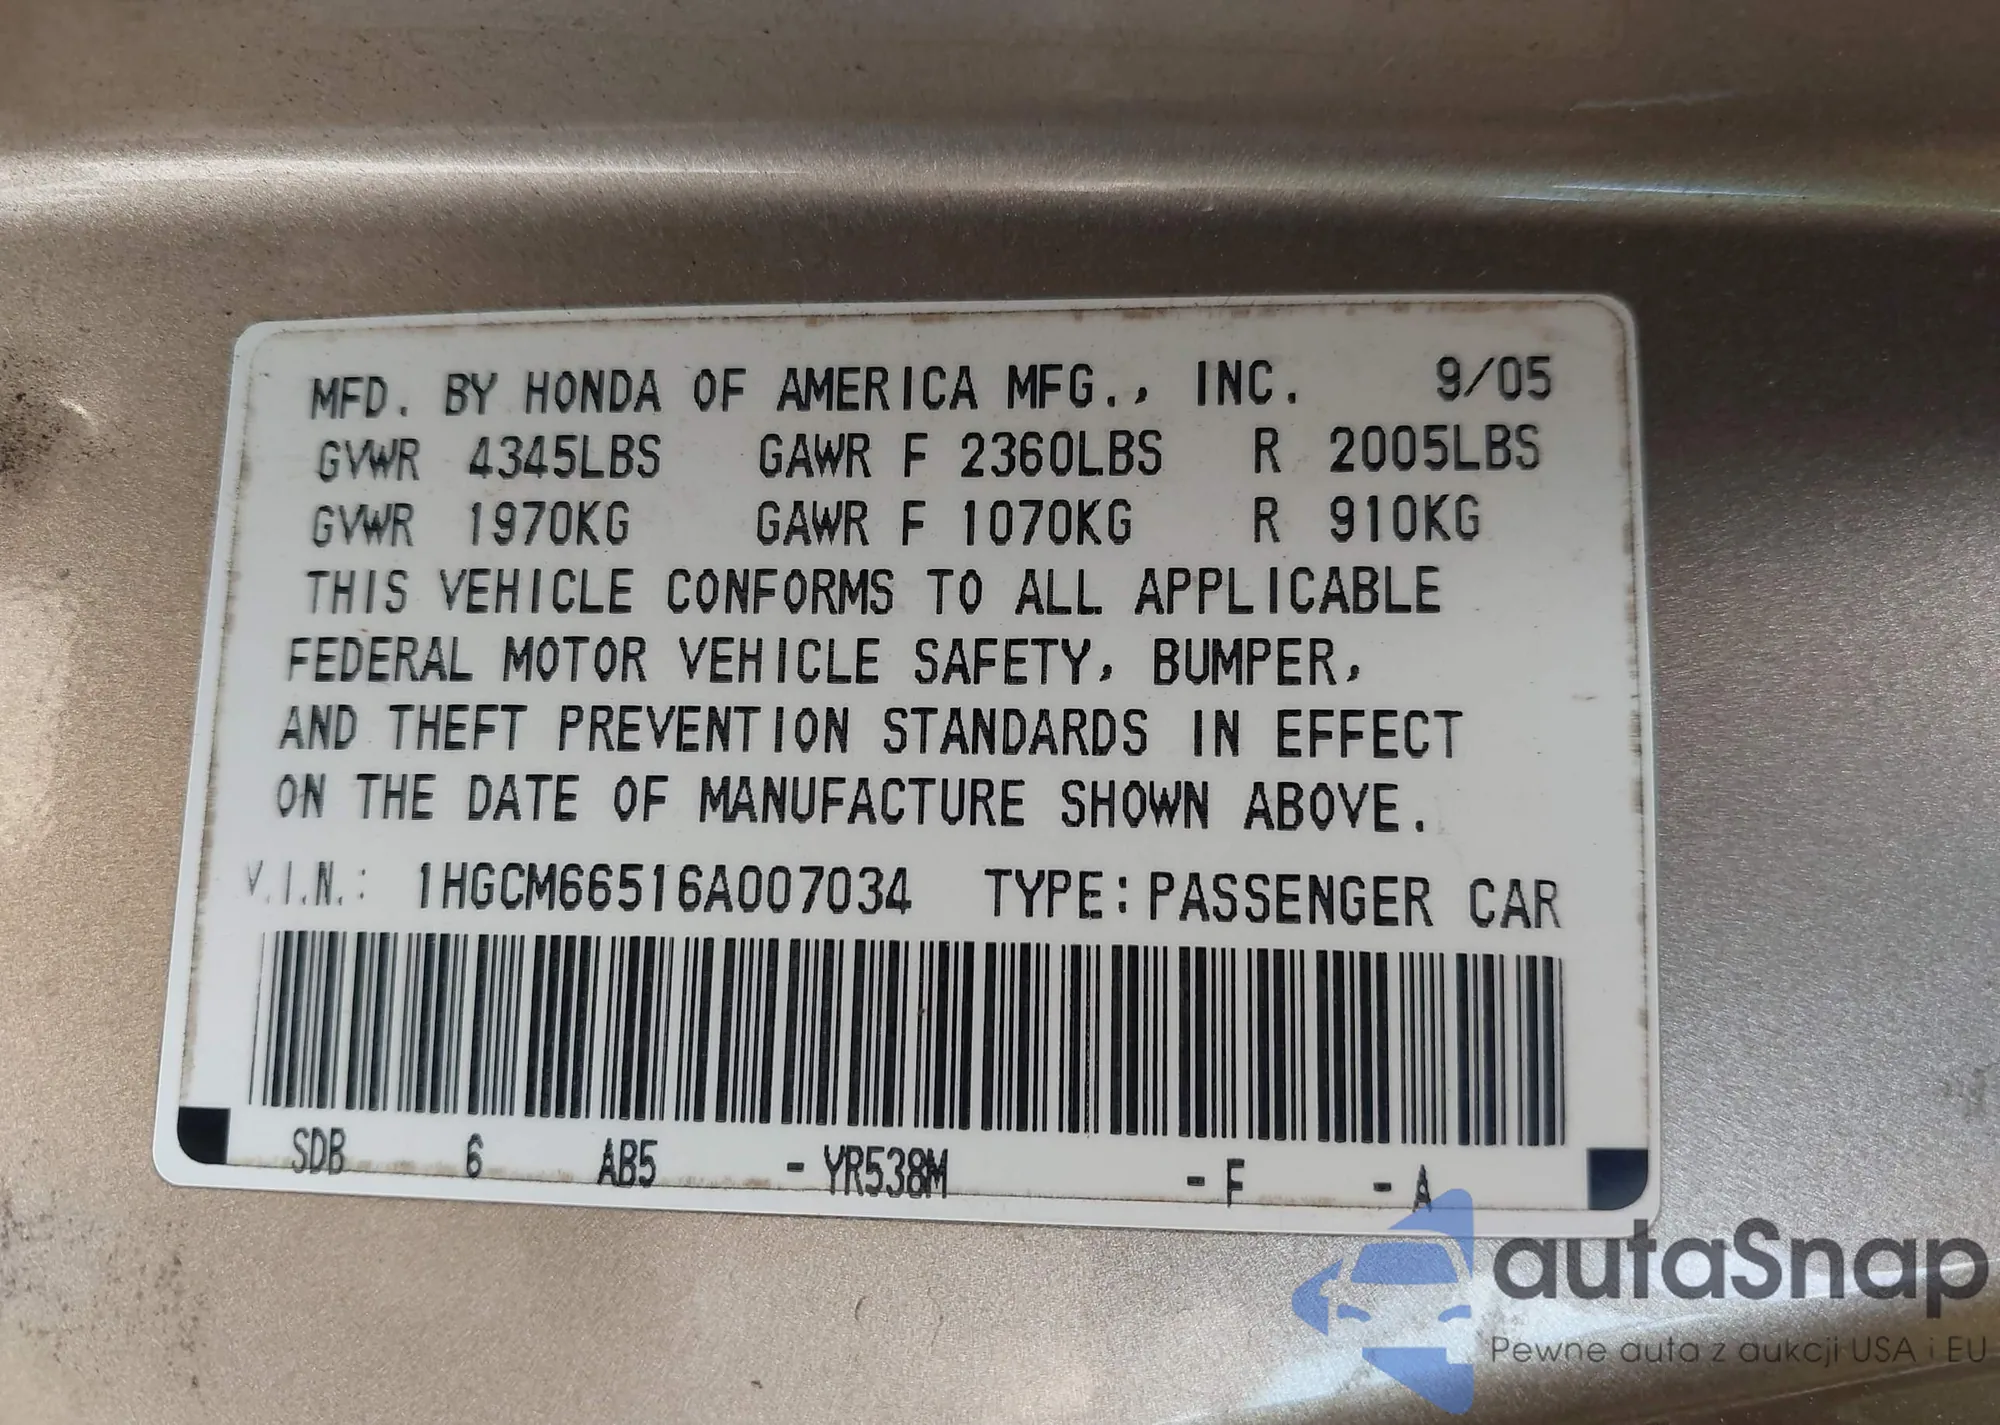 MFD. BY HONDA OF AMERICA MFG., INC. 9/05
GVWR 4345LBS GAWR F 2360LBS R 2005LBS
GVWR 1970KG GAWR F 1070KG R 910KG
THIS VEHICLE CONFORMS TO ALL APPLICABLE
FEDERAL MOTOR VEHICLE SAFETY, BUMPER,
AND THEFT PREVENTION STANDARDS IN EFFECT
ON THE DATE OF MANUFACTURE SHOWN ABOVE.
V.I.N.: 1HGCM66516A007034 TYPE: PASSENGER CAR
SDB 6 AB5 - YR538M - F - A
autaSnap
Pewne auta z aukcji USA i EU